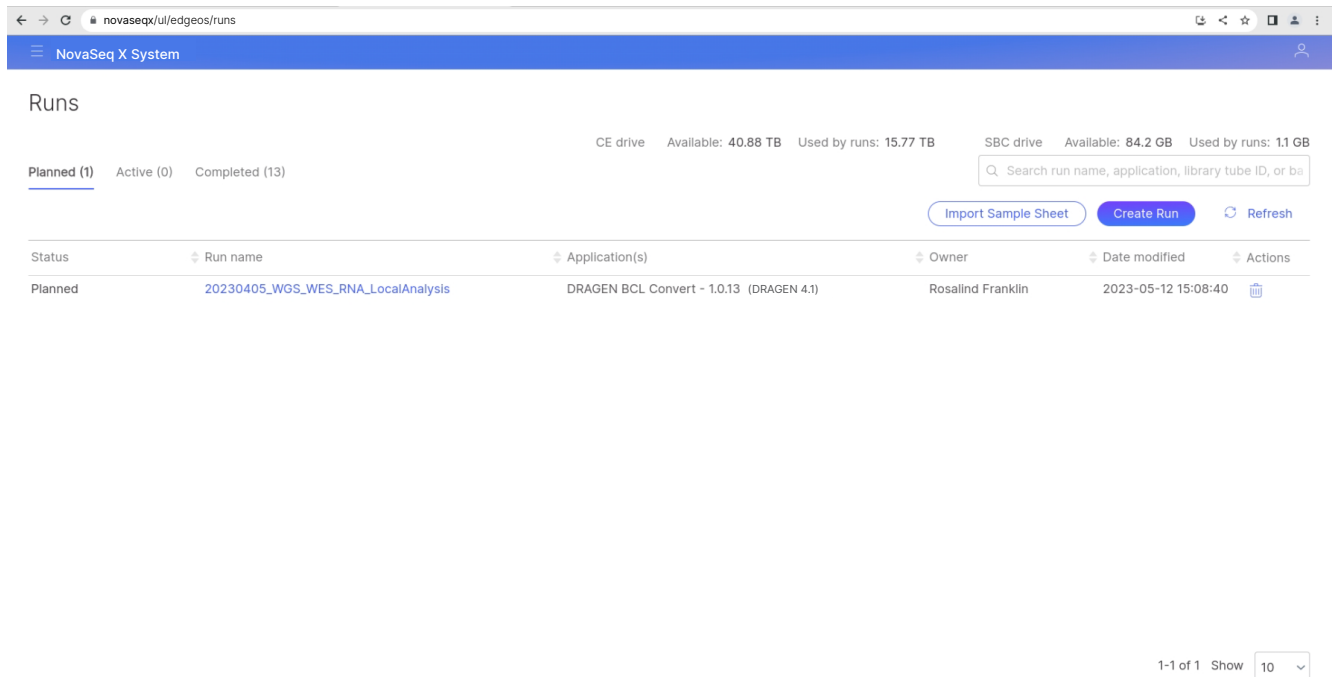 novaseqx/ul/edgeos/runs
NovaSeq X System
Runs
CE drive Available: 40.88 TB Used by runs: 15.77 TB SBC drive Available: 84.2 GB Used by runs: 1.1 GB
Planned (1) Active (0) Completed (13) Search run name, application, library tube ID, or ba
Import Sample Sheet Create Run Refresh
Status Run name Application(s) Owner Date modified Actions
Planned 20230405_WGS_WES_RNA_LocalAnalysis DRAGEN BCL Convert - 1.0.13 (DRAGEN 4.1) Rosalind Franklin 2023-05-12 15:08:40
1-1 of 1 Show 10